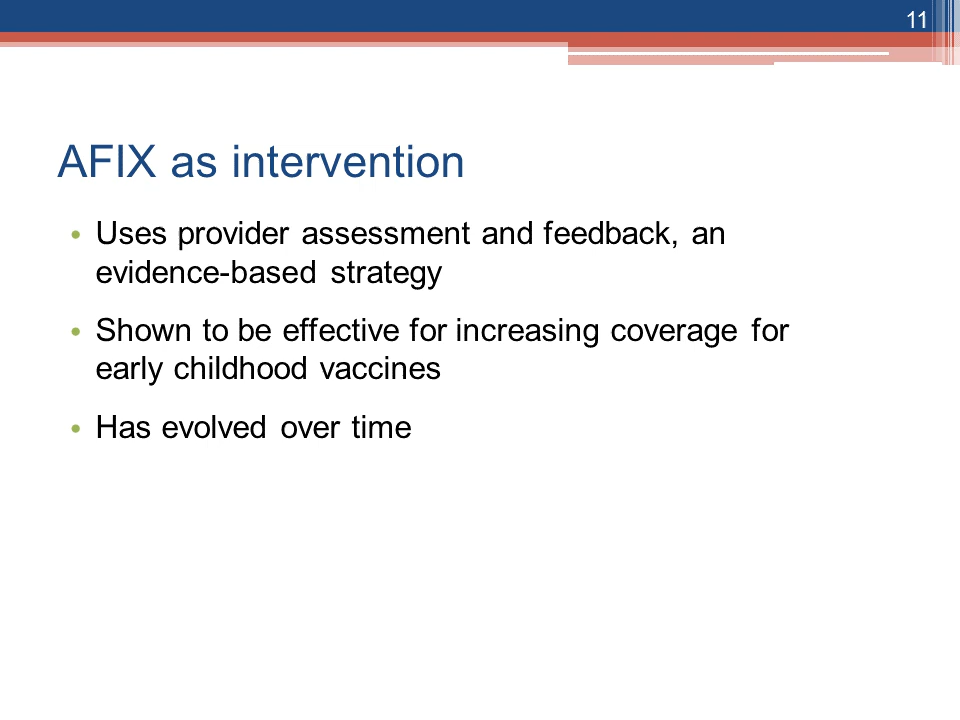 11
AFIX as intervention
• Uses provider assessment and feedback, an
evidence-based strategy
• Shown to be effective for increasing coverage for
early childhood vaccines
• Has evolved over time